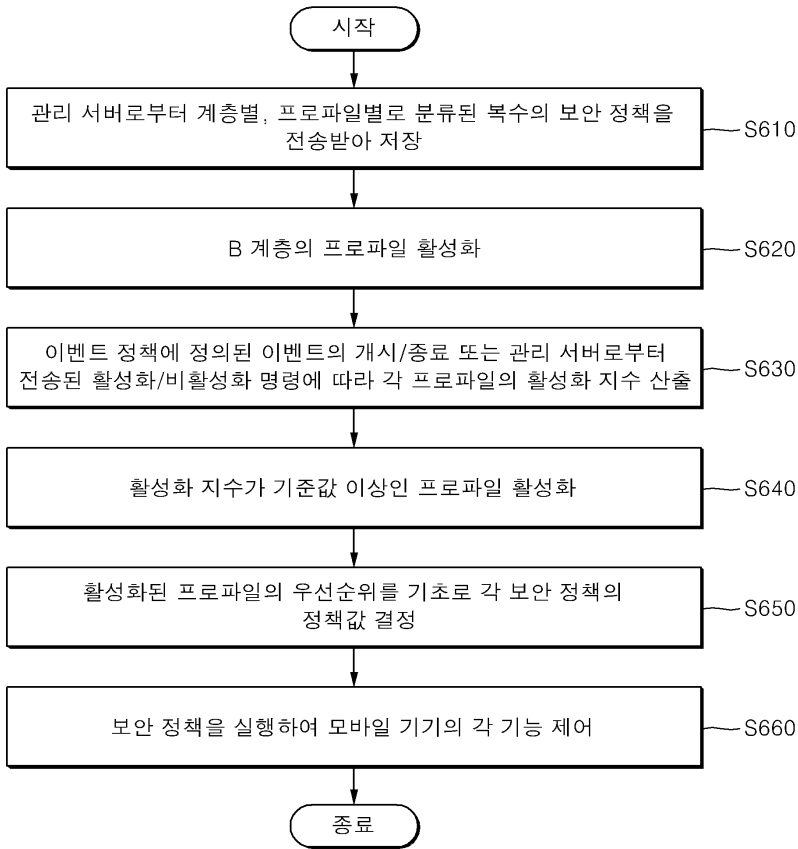 시작
관리 서버로부터 계층별, 프로파일별로 분류된 복수의 보안 정책을
전송받아 저장
S610
B 계층의 프로파일 활성화
S620
이벤트 정책에 정의된 이벤트의 개시/종료 또는 관리 서버로부터
전송된 활성화/비활성화 명령에 따라 각 프로파일의 활성화 지수 산출
S630
활성화 지수가 기준값 이상인 프로파일 활성화
S640
활성화된 프로파일의 우선순위를 기초로 각 보안 정책의
정책값 결정
S650
보안 정책을 실행하여 모바일 기기의 각 기능 제어
S660
종료